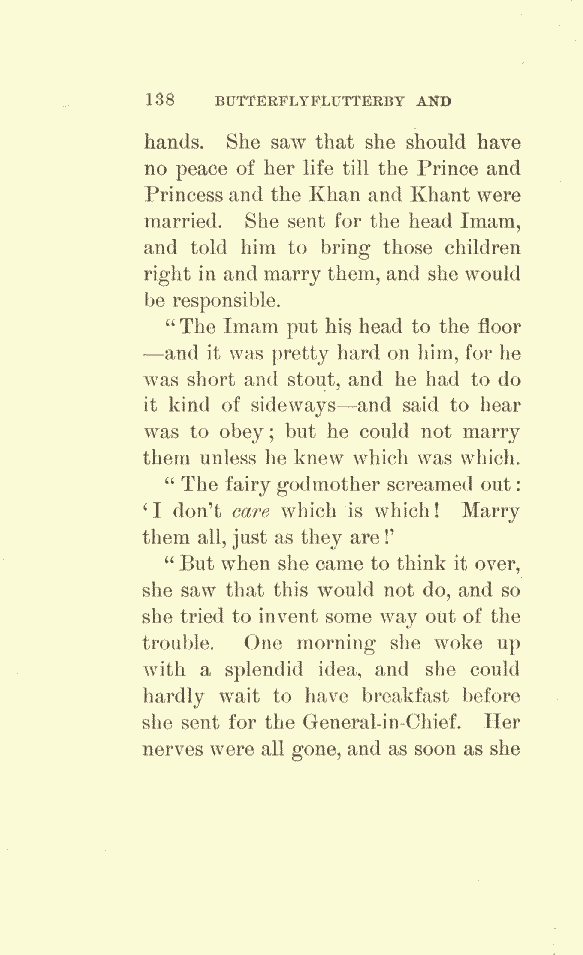 138 BUTTERFLYFLUTTERBY AND
hands. She saw that she should have
no peace of her life till the Prince and
Princess and the Khan and Khant were
married. She sent for the head Imam,
and told him to bring those children
right in and marry them, and she would
be responsible.
“The Imam put his head to the floor
—and it was pretty hard on him, for he
was short and stout, and he had to do
it kind of sideways—and said to hear
was to obey; but he could not marry
them unless he knew which was which.
“The fairy godmother screamed out:
‘I don't care which is which! Marry
them all, just as they are!’
“But when she came to think it over,
she saw that this would not do, and so
she tried to invent some way out of the
trouble. One morning she woke up
with a splendid idea, and she could
hardly wait to have breakfast before
she sent for the General-in-Chief. Her
nerves were all gone, and as soon as she